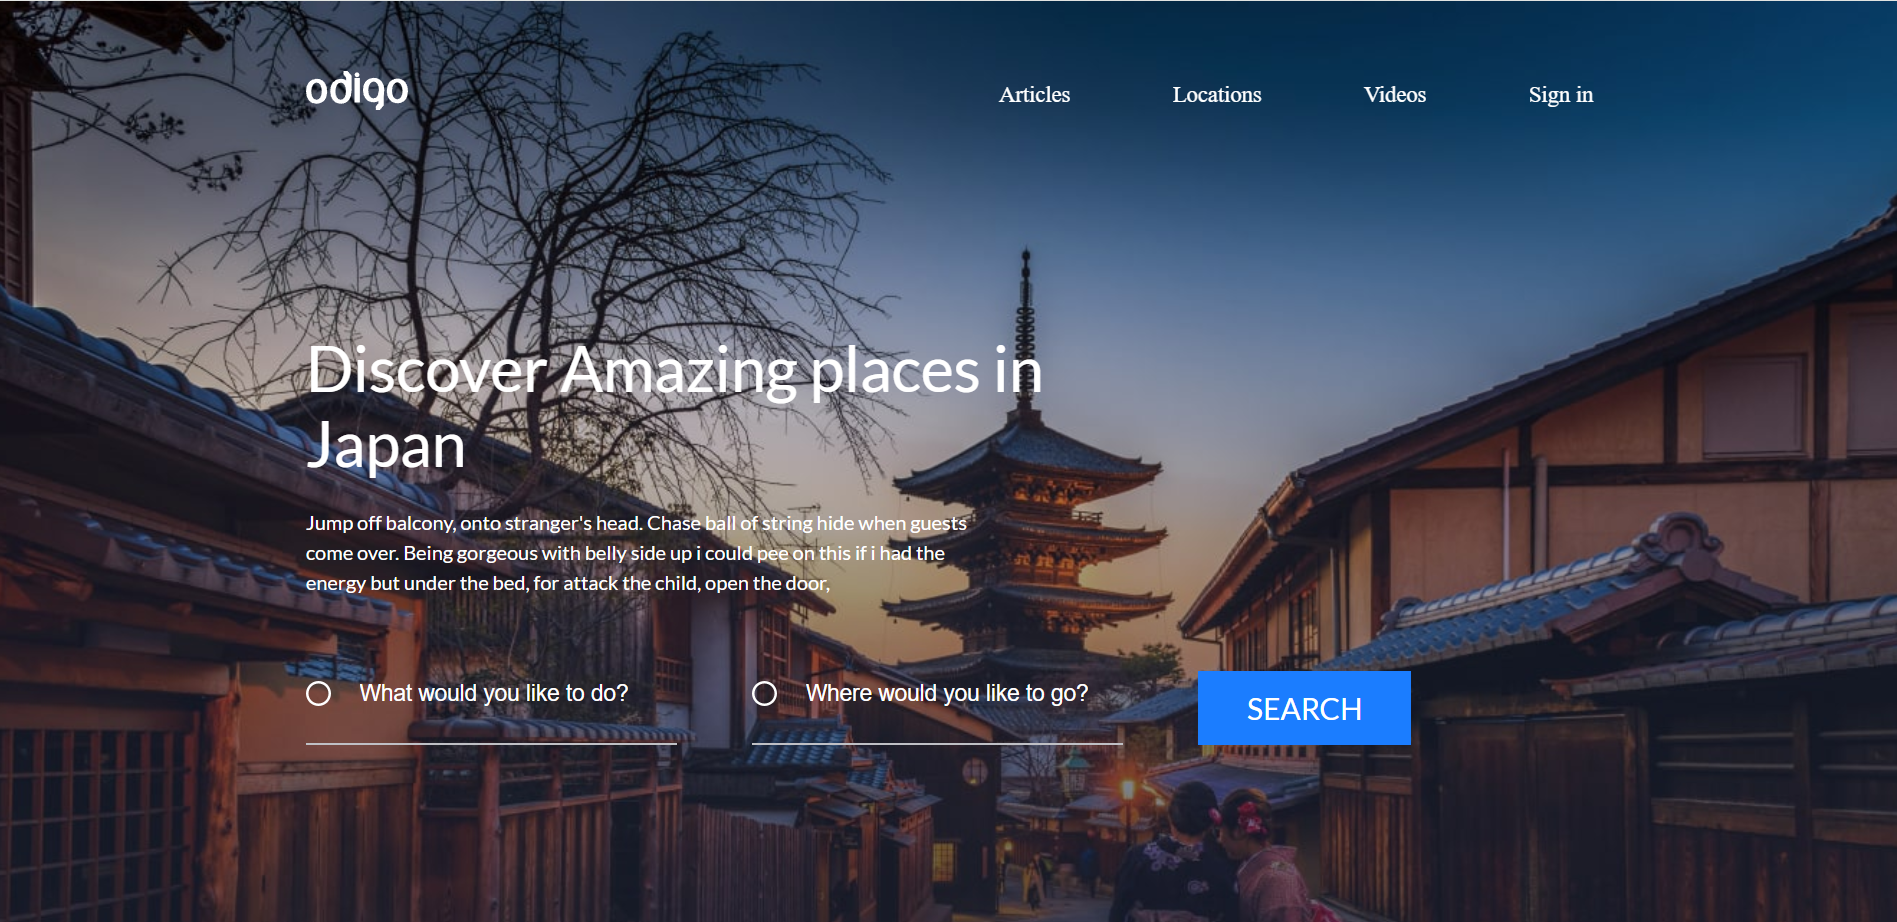 odigo
Articles
Locations
Videos
Sign in
Discover Amazing places in
Japan
Jump off balcony, onto stranger's head. Chase ball of string hide when guests
come over. Being gorgeous with belly side up i could pee on this if i had the
energy but under the bed, for attack the child, open the door,
What would you like to do?
Where would you like to go?
SEARCH